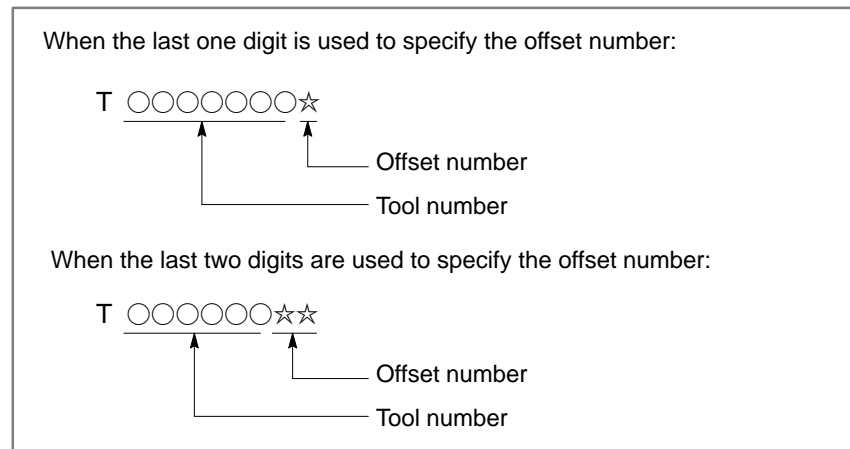 When the last one digit is used to specify the offset number:
T ○○○○○○○☆
Offset number
Tool number
When the last two digits are used to specify the offset number:
T ○○○○○○☆☆
Offset number
Tool number